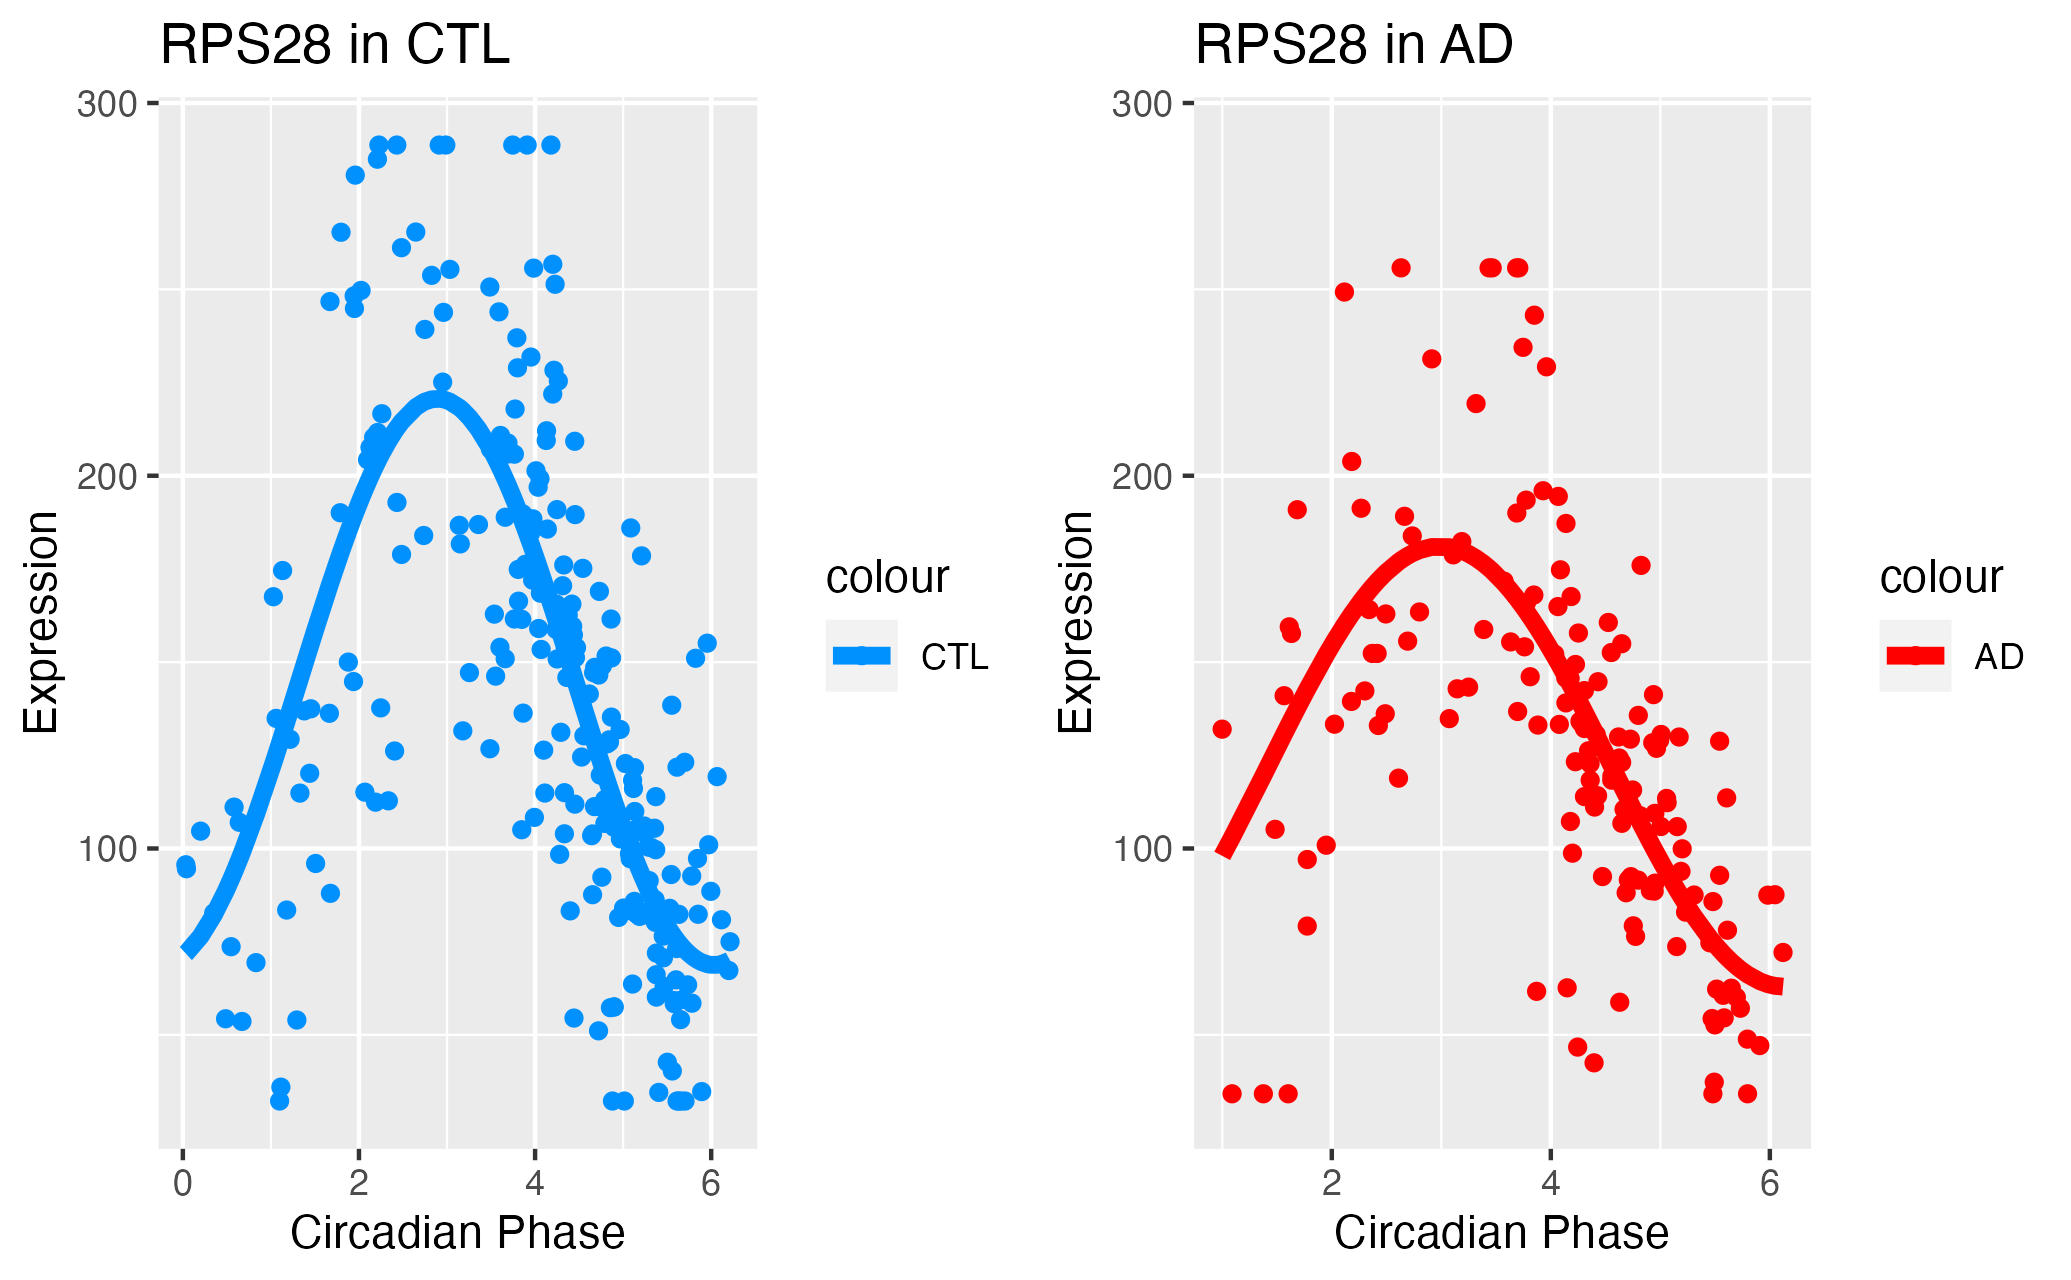 RPS28 in CTL
300
200
100
Expression
0 2 4 6
Circadian Phase
colour
CTL
RPS28 in AD
300
200
100
Expression
2 4 6
Circadian Phase
colour
AD